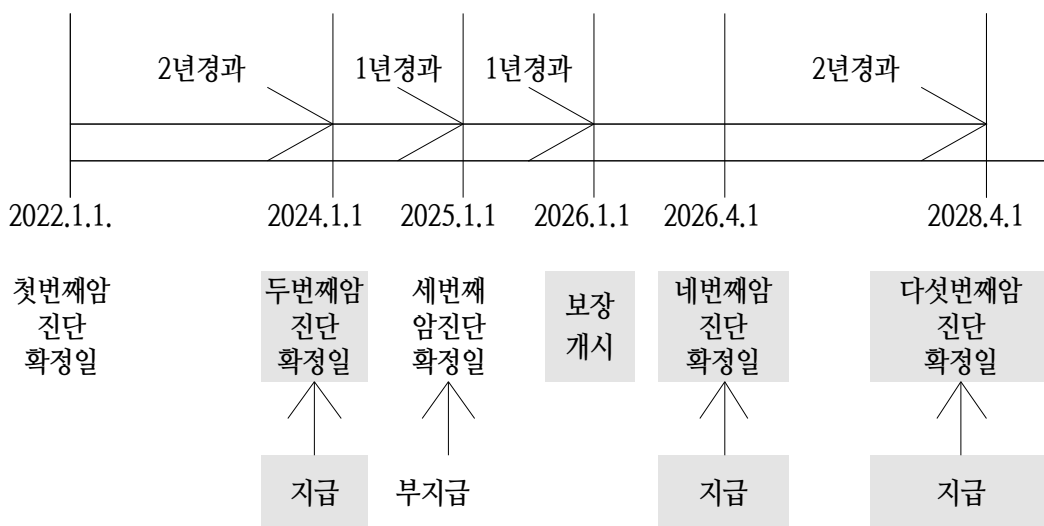 2년경과 1년경과 1년경과 2년경과
2022.1.1. 2024.1.1 2025.1.1 2026.1.1 2026.4.1 2028.4.1
첫번째암
진단
확정일
두번째암
진단
확정일
세번째
암진단
확정일
보장
개시
네번째암
진단
확정일
다섯번째암
진단
확정일
지급 부지급 지급 지급